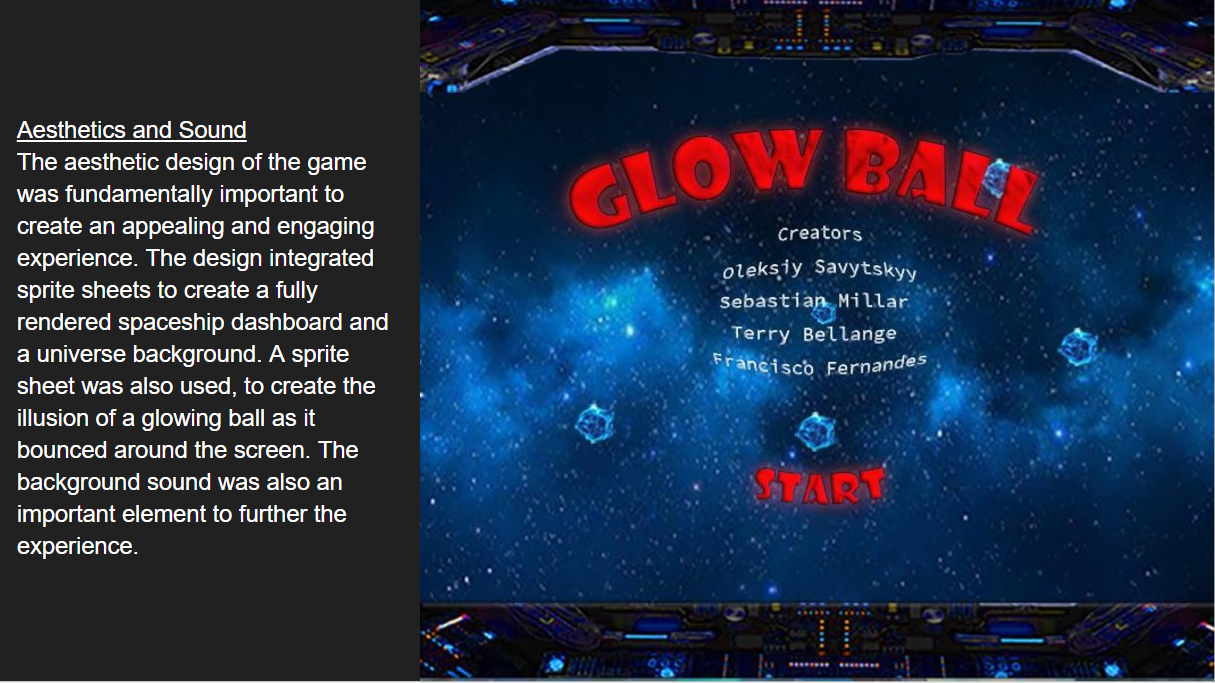 Aesthetics and Sound
The aesthetic design of the game
was fundamentally important to
create an appealing and engaging
experience. The design integrated
sprite sheets to create a fully
rendered spaceship dashboard and
a universe background. A sprite
sheet was also used, to create the
illusion of a glowing ball as it
bounced around the screen. The
background sound was also an
important element to further the
experience.
GLOW BALL
Creators
Oleksiy Savytskyy
Sebastian Millar
Terry Bellange
Francisco Fernandes
START